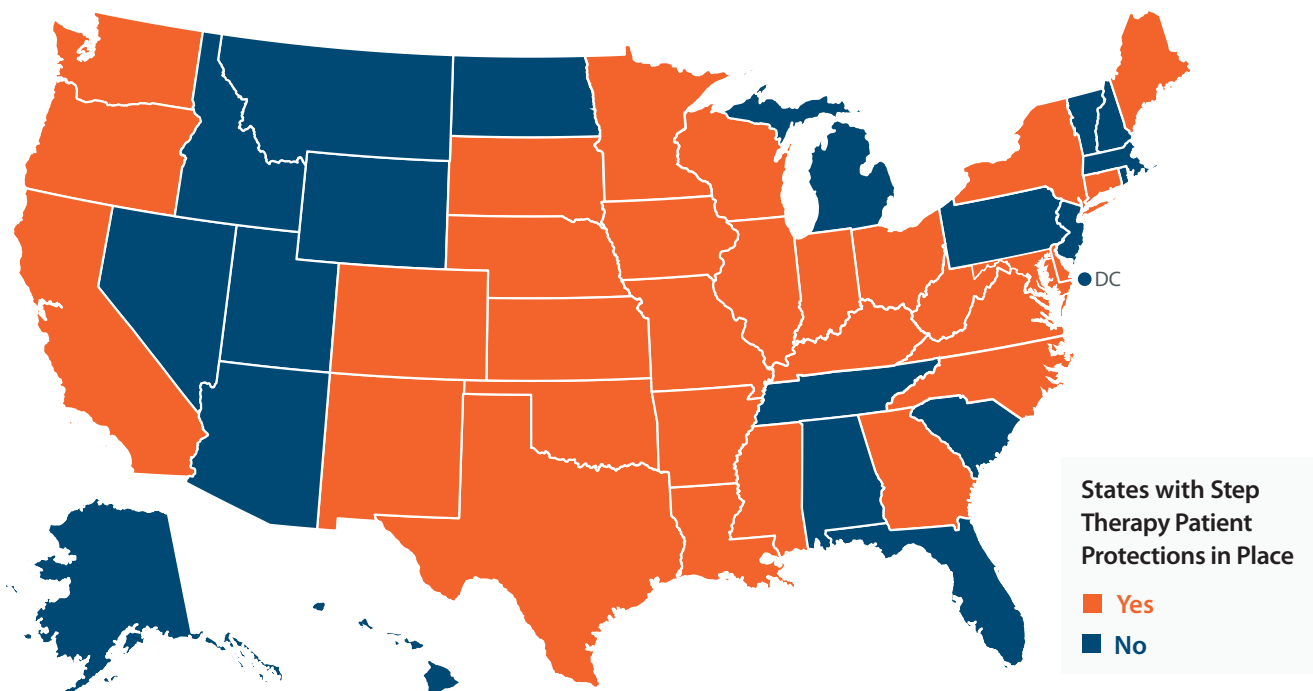 DC
States with Step
Therapy Patient
Protections in Place
Yes
No